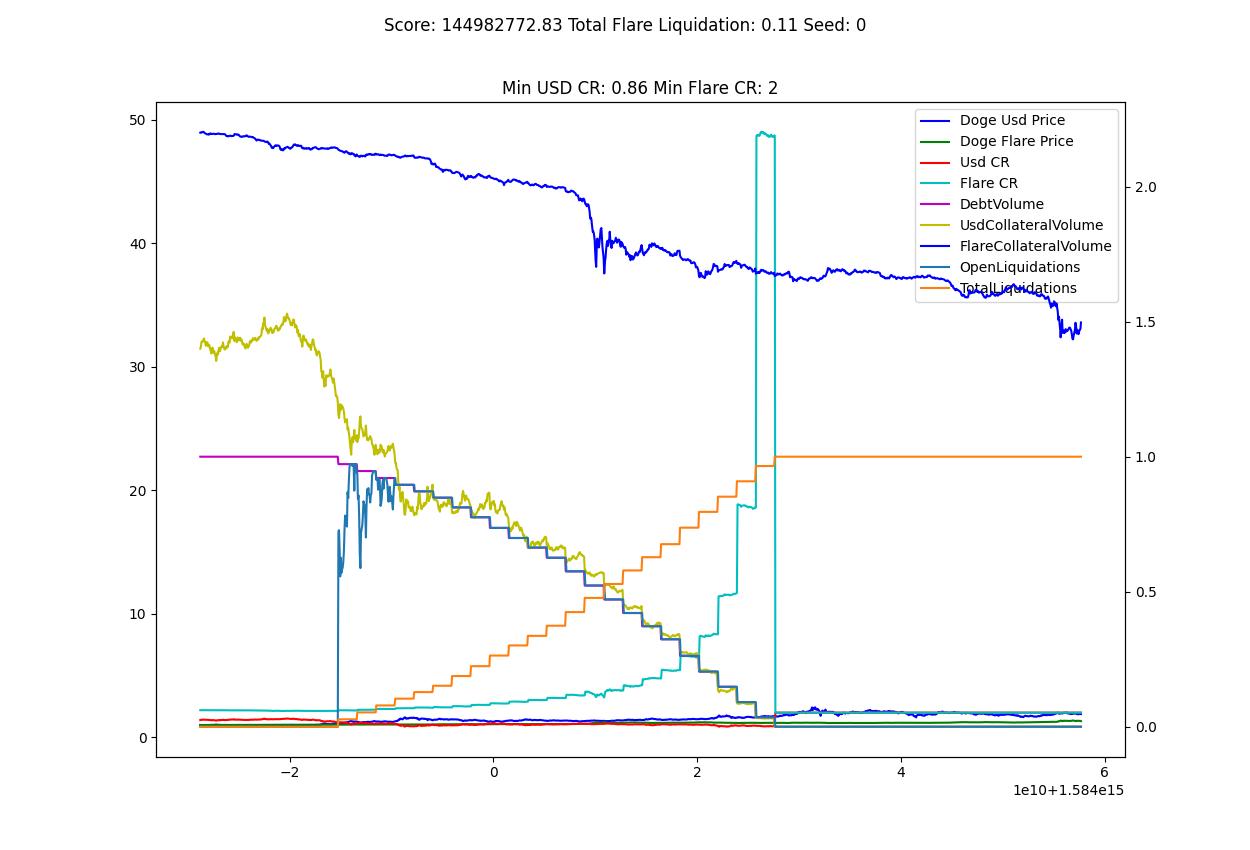 Score: 144982772.83 Total Flare Liquidation: 0.11 Seed: 0
Min USD CR: 0.86 Min Flare CR: 2
50
40
30
20
10
0
Doge Usd Price
Doge Flare Price
Usd CR
Flare CR
DebtVolume
UsdCollateralVolume
FlareCollateralVolume
OpenLiquidations
TotalLiquidations
2.0
1.5
1.0
0.5
0.0
−2 0 2 4 6
1e10+1.584e15